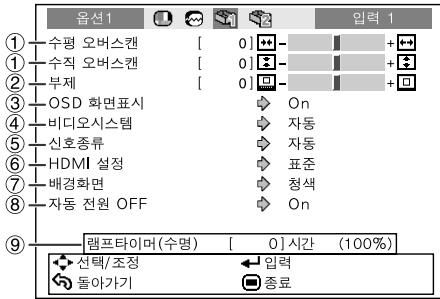 옵션1 입력 1
① 수평 오버스캔 [ 0] - +
① 수직 오버스캔 [ 0] - +
② 부제 [ 0] - +
③ OSD 화면표시 On
④ 비디오시스템 자동
⑤ 신호종류 자동
⑥ HDMI 설정 표준
⑦ 배경화면 청색
⑧ 자동 전원 OFF On
⑨ 램프타이머(수명) [ 0] 시간 (100%)
선택/조정 입력
돌아가기 종료